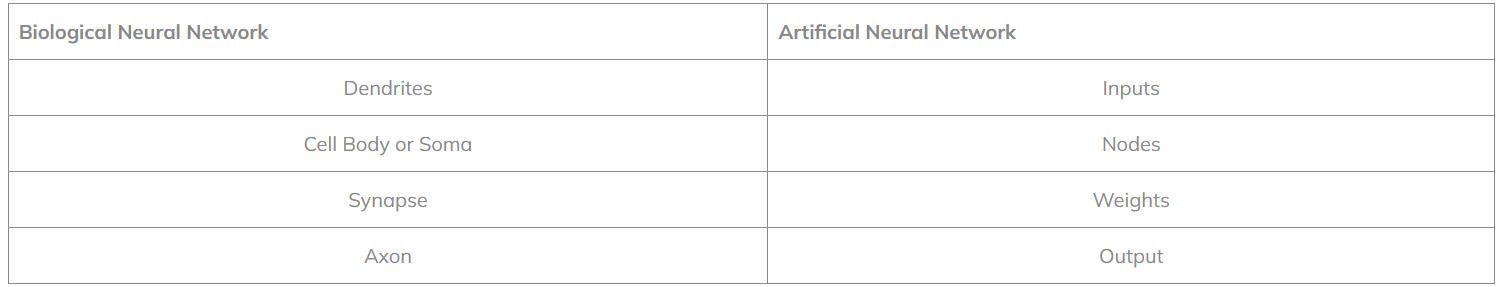 Biological Neural Network Artificial Neural Network
Dendrites Inputs
Cell Body or Soma Nodes
Synapse Weights
Axon Output